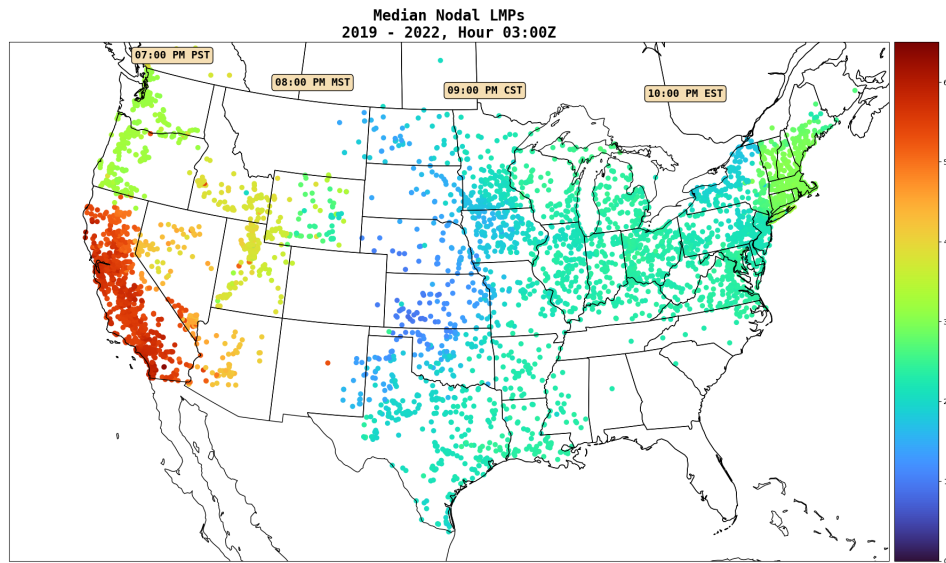 Median Nodal LMPs
2019 - 2022, Hour 03:00Z
07:00 PM PST
08:00 PM MST
09:00 PM CST
10:00 PM EST